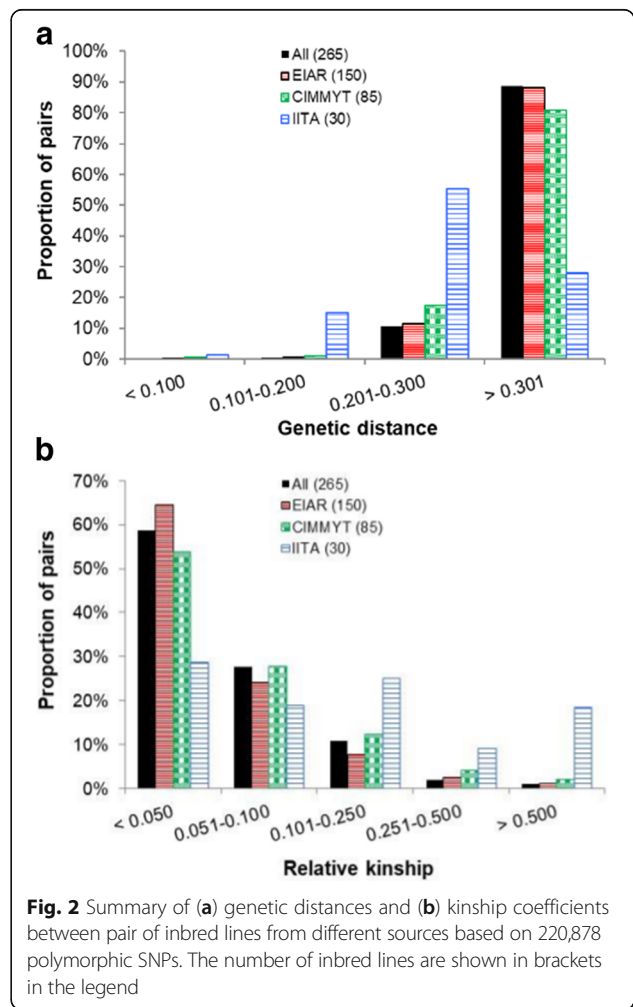 a
100%
90%
80%
70%
60%
50%
40%
30%
20%
10%
0%
Proportion of pairs
All (265)
EIAR (150)
CIMMYT (85)
IITA (30)
< 0.100
0.101-0.200
0.201-0.300
> 0.301
Genetic distance
b
70%
60%
50%
40%
30%
20%
10%
0%
Proportion of pairs
All (265)
EIAR (150)
CIMMYT (85)
IITA (30)
< 0.050
0.051-0.100
0.101-0.250
0.251-0.500
> 0.500
Relative kinship
Fig. 2 Summary of (a) genetic distances and (b) kinship coefficients
between pair of inbred lines from different sources based on 220,878
polymorphic SNPs. The number of inbred lines are shown in brackets
in the legend